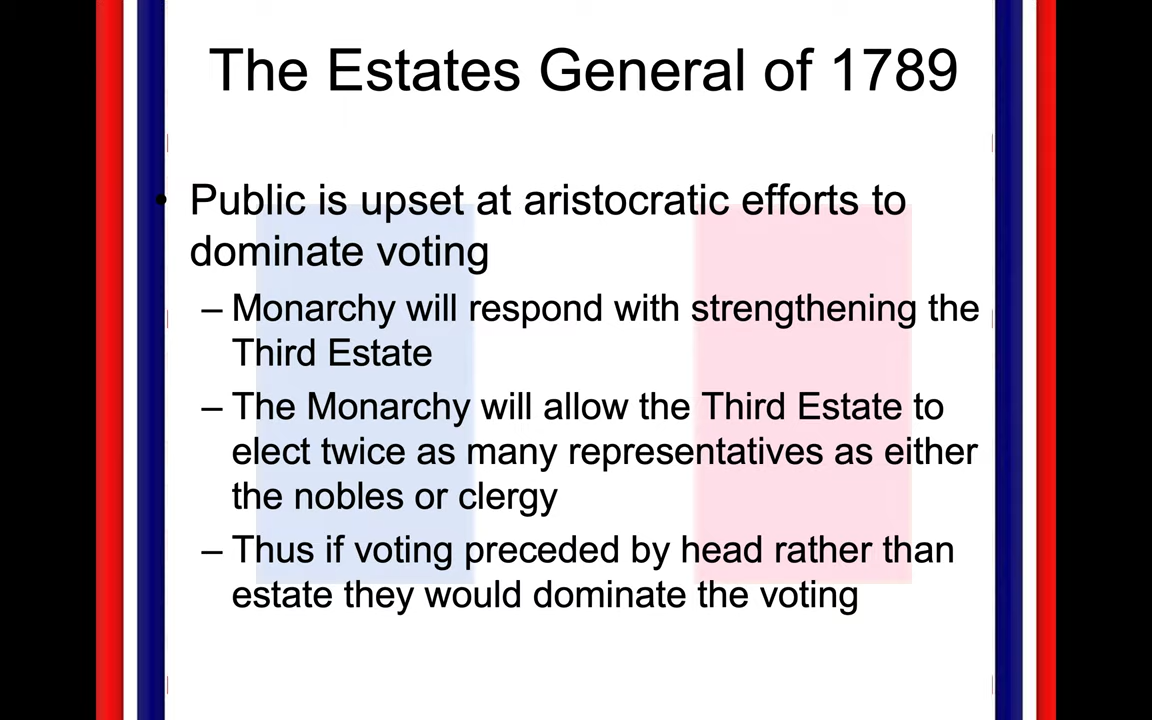 The Estates General of 1789
• Public is upset at aristocratic efforts to
dominate voting
– Monarchy will respond with strengthening the
Third Estate
– The Monarchy will allow the Third Estate to
elect twice as many representatives as either
the nobles or clergy
– Thus if voting preceded by head rather than
estate they would dominate the voting